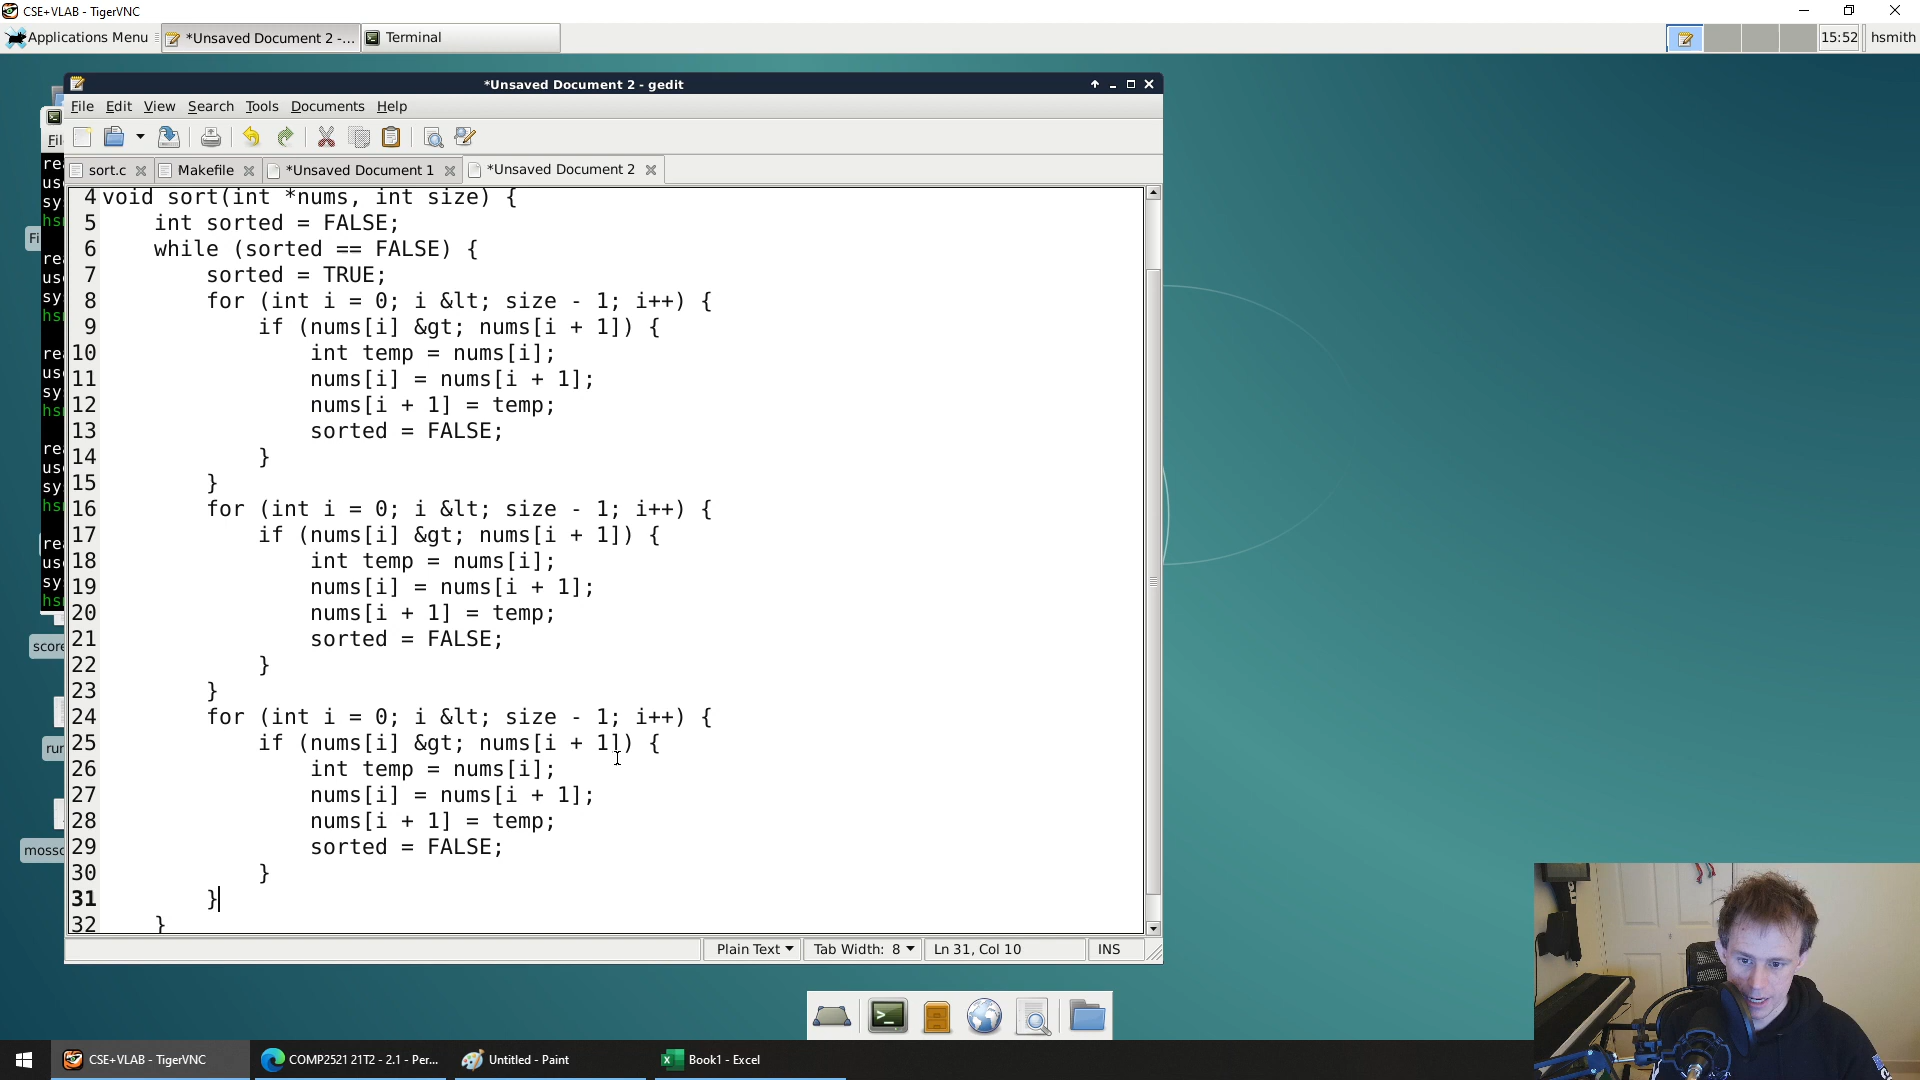 CSE+VLAB - TigerVNC
Applications Menu
*Unsaved Document 2 -...
Terminal
15:52
hsmith
*Unsaved Document 2 - gedit
File Edit View Search Tools Documents Help
sort.c
Makefile
*Unsaved Document 1
*Unsaved Document 2
4 void sort(int *nums, int size) {
5 int sorted = FALSE;
6 while (sorted == FALSE) {
7 sorted = TRUE;
8 for (int i = 0; i &lt; size - 1; i++) {
9 if (nums[i] &gt; nums[i + 1]) {
10 int temp = nums[i];
11 nums[i] = nums[i + 1];
12 nums[i + 1] = temp;
13 sorted = FALSE;
14 }
15 }
16 for (int i = 0; i &lt; size - 1; i++) {
17 if (nums[i] &gt; nums[i + 1]) {
18 int temp = nums[i];
19 nums[i] = nums[i + 1];
20 nums[i + 1] = temp;
21 sorted = FALSE;
22 }
23 }
24 for (int i = 0; i &lt; size - 1; i++) {
25 if (nums[i] &gt; nums[i + 1]) {
26 int temp = nums[i];
27 nums[i] = nums[i + 1];
28 nums[i + 1] = temp;
29 sorted = FALSE;
30 }
31 }
32 }
Plain Text
Tab Width: 8
Ln 31, Col 10
INS
CSE+VLAB - TigerVNC
COMP2521 21T2 - 2.1 - Per...
Untitled - Paint
Book1 - Excel